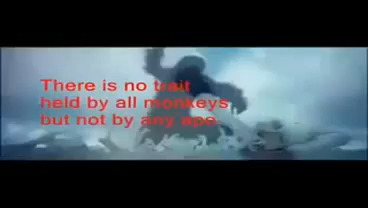 There is no trait
held by all monkeys
but not by any ape.